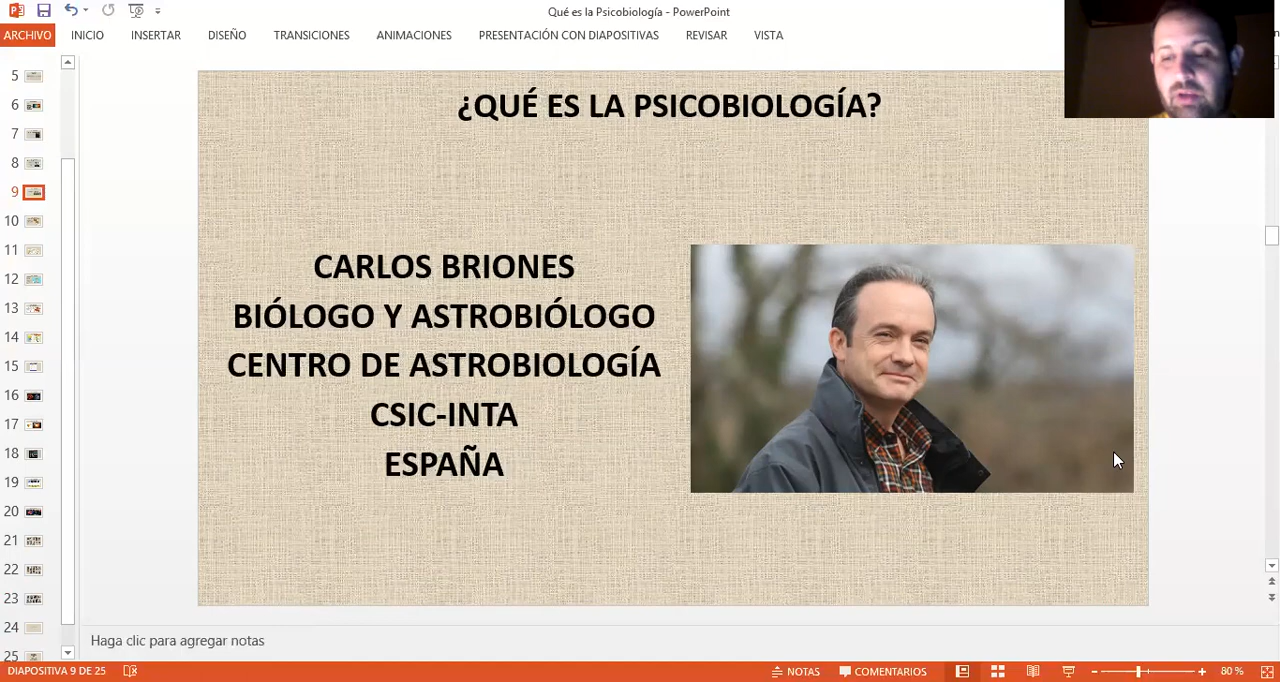 Qué es la Psicobiología - PowerPoint
ARCHIVO INICIO INSERTAR DISEÑO TRANSICIONES ANIMACIONES PRESENTACIÓN CON DIAPOSITIVAS REVISAR VISTA
5
6
7
8
9
10
11
12
13
14
15
16
17
18
19
20
21
22
23
24
25
¿QUÉ ES LA PSICOBIOLOGÍA?
CARLOS BRIONES
BIÓLOGO Y ASTROBIÓLOGO
CENTRO DE ASTROBIOLOGÍA
CSIC-INTA
ESPAÑA
Haga clic para agregar notas
DIAPOSITIVA 9 DE 25 NOTAS COMENTARIOS 80 %